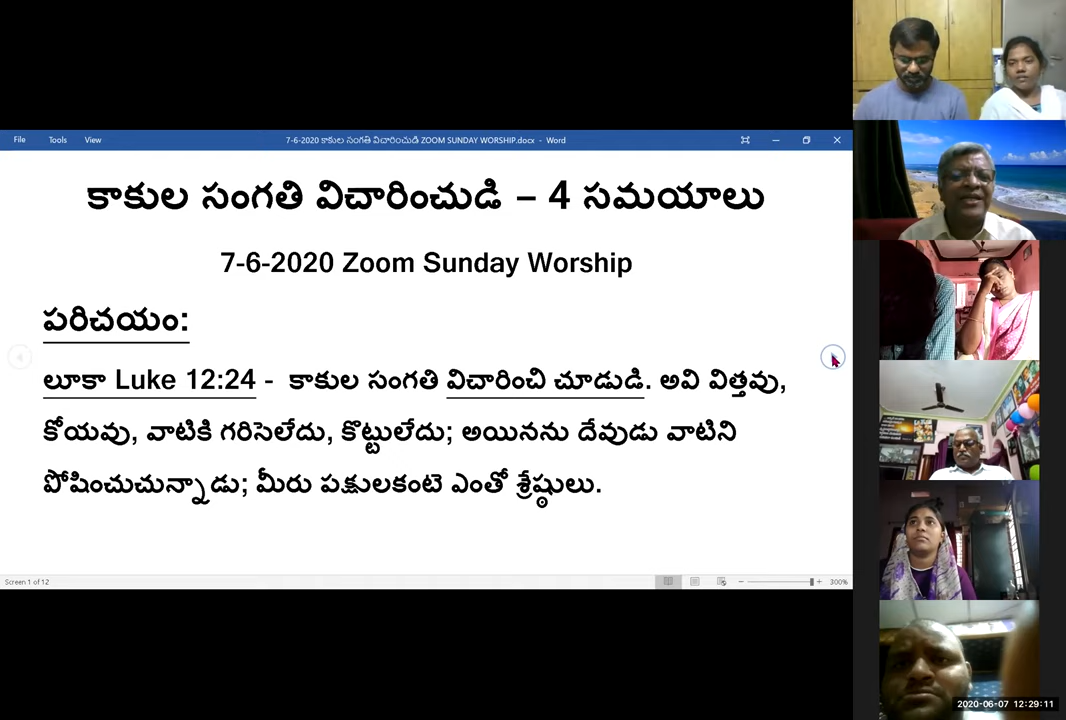 File Tools View 7-6-2020 కాకుల సంగతి విచారించుడి ZOOM SUNDAY WORSHIP.docx - Word
కాకుల సంగతి విచారించుడి – 4 సమయాలు
7-6-2020 Zoom Sunday Worship
పరిచయం:
లూకా Luke 12:24 - కాకుల సంగతి విచారించి చూడుడి. అవి విత్తవు,
కోయవు, వాటికి గరిసెలేదు, కొట్టులేదు; అయినను దేవుడు వాటిని
పోషించుచున్నాడు; మీరు పక్షులకంటె ఎంతో శ్రేష్ఠులు.
Screen 1 of 12 300%
2020-06-07 12:29:11